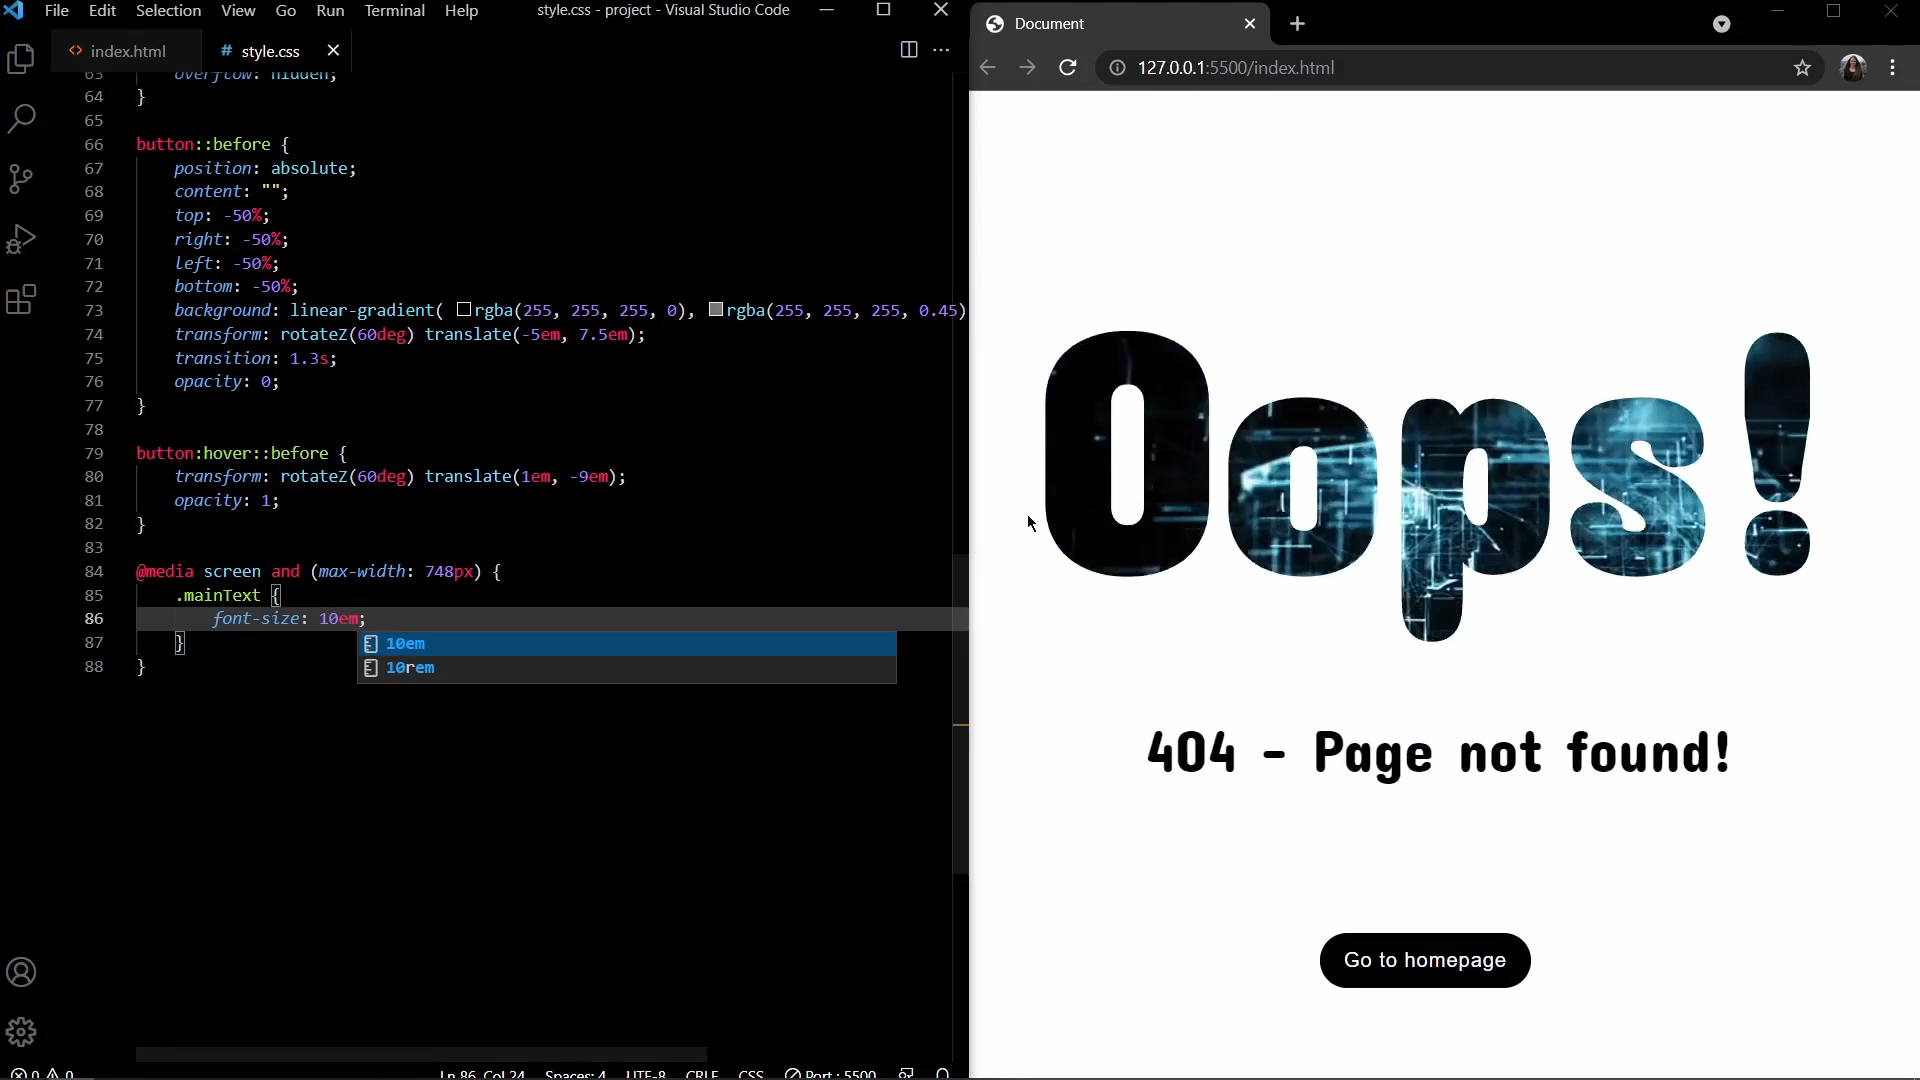 File Edit Selection View Go Run Terminal Help
style.css - project - Visual Studio Code
<> index.html
# style.css
63 overflow: hidden;
64 }
65
66 button::before {
67 position: absolute;
68 content: "";
69 top: -50%;
70 right: -50%;
71 left: -50%;
72 bottom: -50%;
73 background: linear-gradient( rgba(255, 255, 255, 0), rgba(255, 255, 255, 0.45)
74 transform: rotateZ(60deg) translate(-5em, 7.5em);
75 transition: 1.3s;
76 opacity: 0;
77 }
78
79 button:hover::before {
80 transform: rotateZ(60deg) translate(1em, -9em);
81 opacity: 1;
82 }
83
84 @media screen and (max-width: 748px) {
85 .mainText {
86 font-size: 10em;
87 }
88 }
10em
10rem
0 0
Ln 86, Col 24 Spaces: 4 UTF-8 CRLF CSS Port : 5500
Document
127.0.0.1:5500/index.html
Oops!
404 - Page not found!
Go to homepage